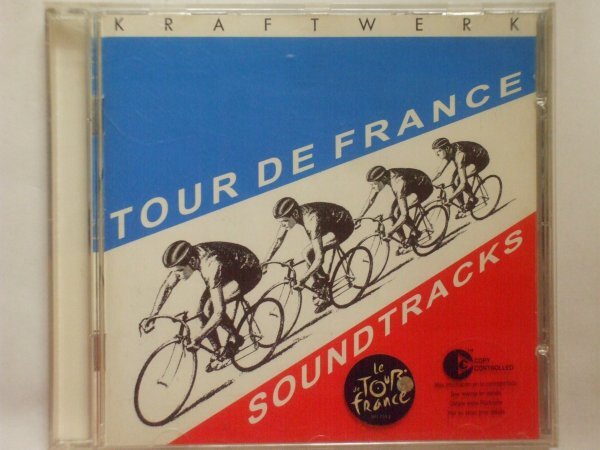 KRAFTWERK
TOUR DE FRANCE
SOUNDTRACKS
le
de TOUR
france
COPY
CONTROLLED